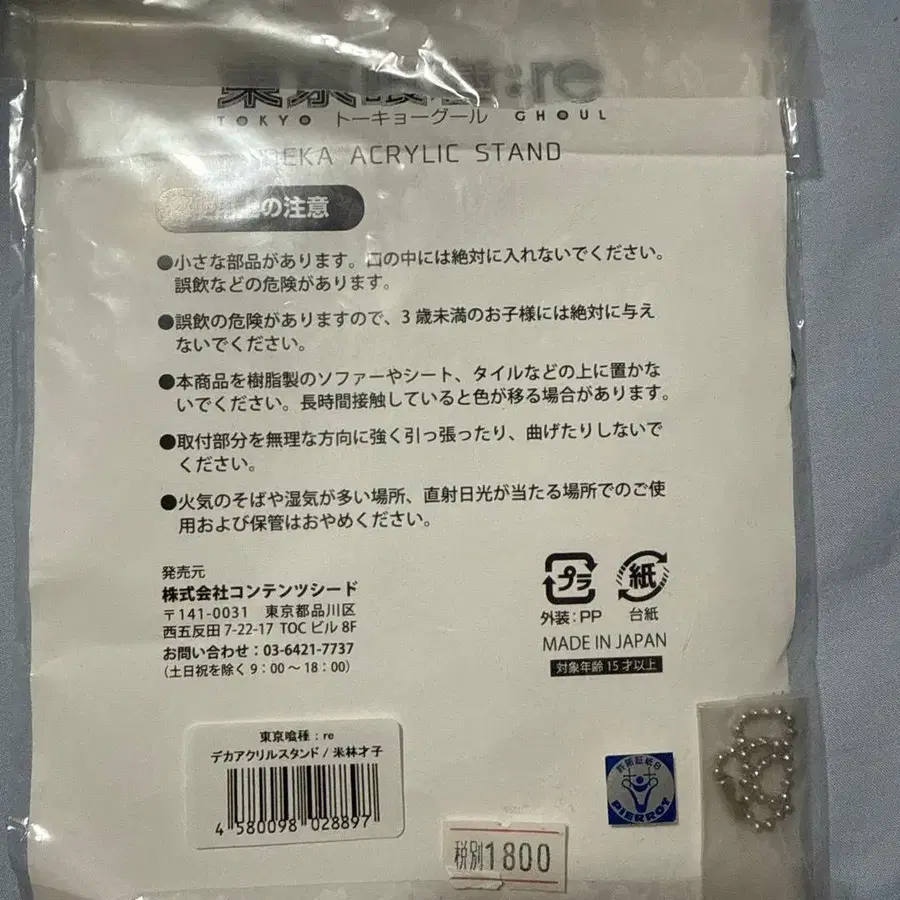 東京喰種:re
TOKYO トーキョーグール GHOUL
DEKA ACRYLIC STAND
使用上の注意
●小さな部品があります。口の中には絶対に入れないでください。
誤飲などの危険があります。
●誤飲の危険がありますので、3歳未満のお子様には絶対に与え
ないでください。
●本商品を樹脂製のソファーやシート、タイルなどの上に置かな
いでください。長時間接触していると色が移る場合があります。
●取付部分を無理な方向に強く引っ張ったり、曲げたりしないで
ください。
●火気のそばや湿気が多い場所、直射日光が当たる場所でのご使
用および保管はおやめください。
発売元
株式会社コンテンツシード
〒141-0031 東京都品川区
西五反田 7-22-17 TOC ビル 8F
お問い合わせ：03-6421-7737
（土日祝を除く 9：00 〜 18：00）
プラ
紙
外装：PP
台紙
MADE IN JAPAN
対象年齢 15 才以上
東京喰種：re
デカアクリルスタンド / 米林才子
4 580098 028897
許諾証紙B
PIERROT
税別 1800